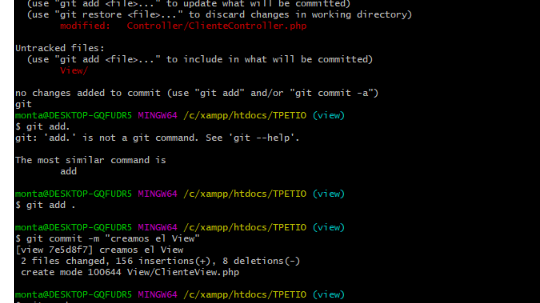 (use "git add <file>..." to update what will be committed)
(use "git restore <file>..." to discard changes in working directory)
modified:   Controller/ClienteController.php
Untracked files:
(use "git add <file>..." to include in what will be committed)
View/
no changes added to commit (use "git add" and/or "git commit -a")
git
monta@DESKTOP-GQFUDR5 MINGW64 /c/xampp/htdocs/TPETIO (view)
$ git add.
git: 'add.' is not a git command. See 'git --help'.
The most similar command is
add
monta@DESKTOP-GQFUDR5 MINGW64 /c/xampp/htdocs/TPETIO (view)
$ git add .
monta@DESKTOP-GQFUDR5 MINGW64 /c/xampp/htdocs/TPETIO (view)
$ git commit -m "creamos el View"
[view 7e5d8f7] creamos el View
2 files changed, 156 insertions(+), 8 deletions(-)
create mode 100644 View/ClienteView.php
monta@DESKTOP-GQFUDR5 MINGW64 /c/xampp/htdocs/TPETIO (view)